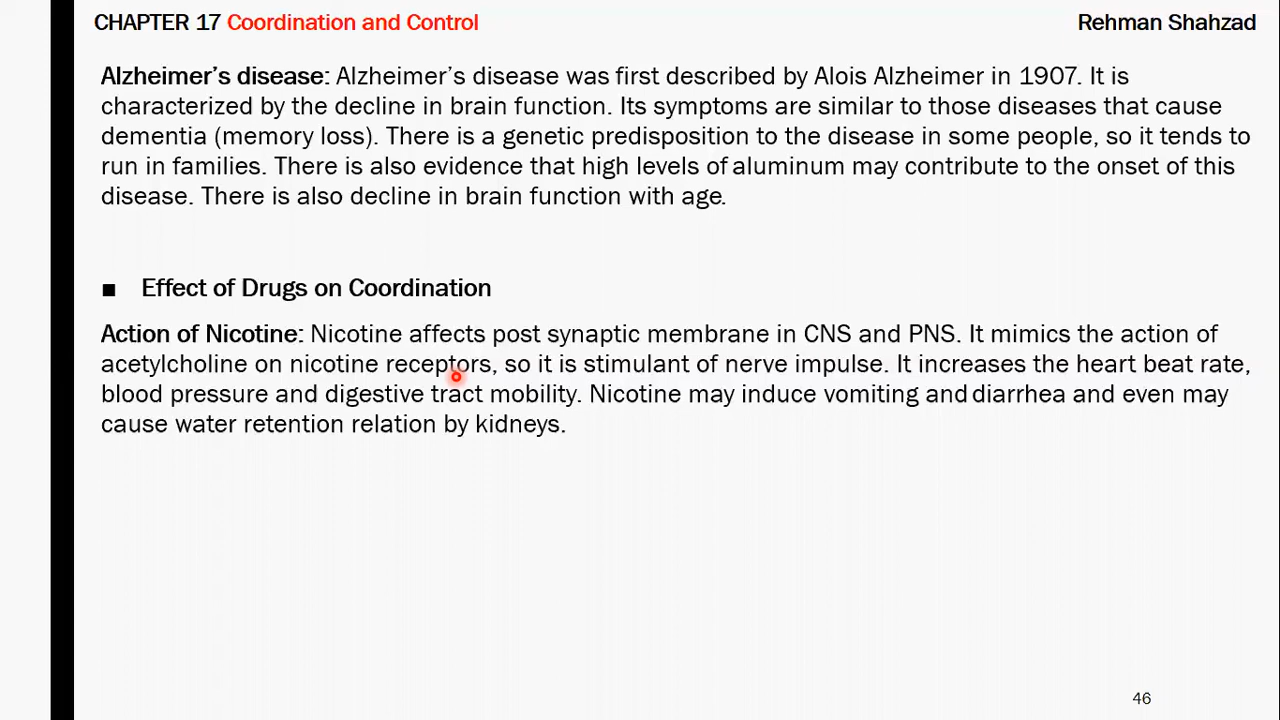 CHAPTER 17 Coordination and Control
Rehman Shahzad
Alzheimer’s disease: Alzheimer’s disease was first described by Alois Alzheimer in 1907. It is
characterized by the decline in brain function. Its symptoms are similar to those diseases that cause
dementia (memory loss). There is a genetic predisposition to the disease in some people, so it tends to
run in families. There is also evidence that high levels of aluminum may contribute to the onset of this
disease. There is also decline in brain function with age.
■ Effect of Drugs on Coordination
Action of Nicotine: Nicotine affects post synaptic membrane in CNS and PNS. It mimics the action of
acetylcholine on nicotine receptors, so it is stimulant of nerve impulse. It increases the heart beat rate,
blood pressure and digestive tract mobility. Nicotine may induce vomiting and diarrhea and even may
cause water retention relation by kidneys.
46